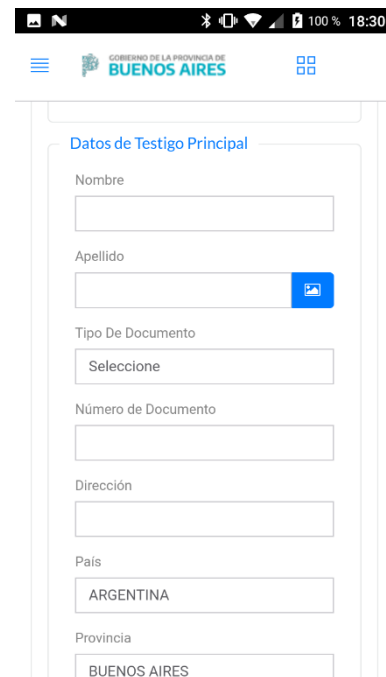 100 % 18:30
GOBIERNO DE LA PROVINCIA DE
BUENOS AIRES
Datos de Testigo Principal
Nombre
Apellido
Tipo De Documento
Seleccione
Número de Documento
Dirección
País
ARGENTINA
Provincia
BUENOS AIRES